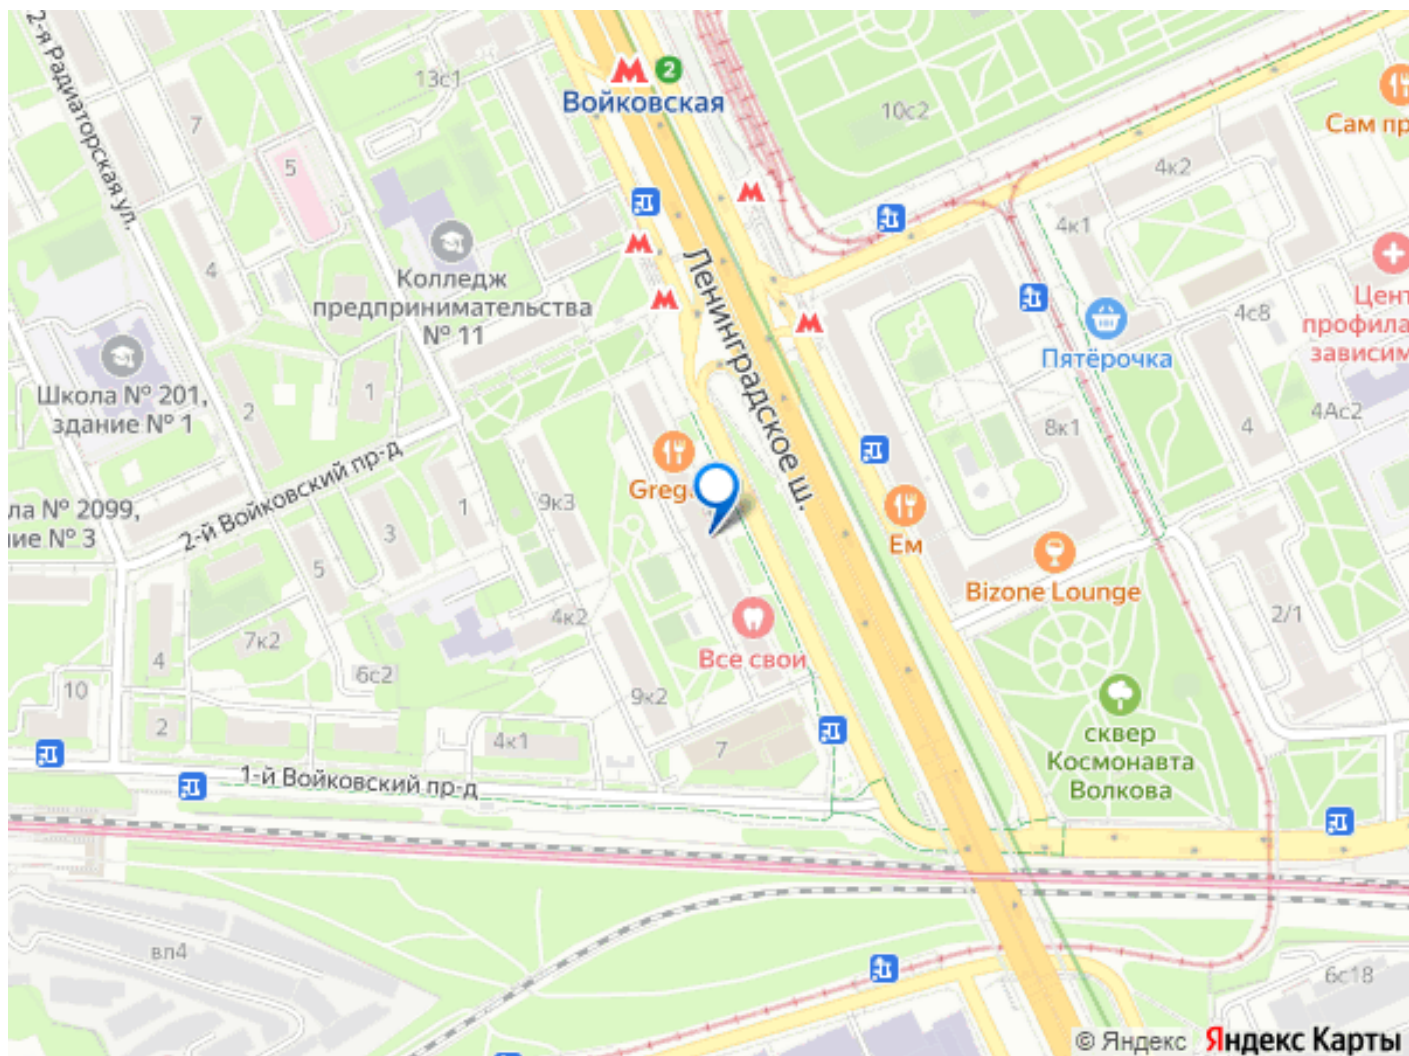 2-я Радиаторская ул.
13с1
2
Войковская
10с2
Сам пр
7
5
4к2
4к1
4
Колледж
предпринимательства
№ 11
Ленинградское ш.
Цент
профила
зависим
4с8
Пятёрочка
Школа № 201,
здание № 1
2
1
4Ас2
4
8к1
2-й Войковский пр-д
Grega
ла № 2099,
ие № 3
1
9к3
3
Ем
5
Bizone Lounge
4к2
2/1
7к2
4
Все свои
6с2
10
9к2
2
4к1
7
сквер
Космонавта
Волкова
1-й Войковский пр-д
вл4
6с18
© Яндекс Яндекс Карты